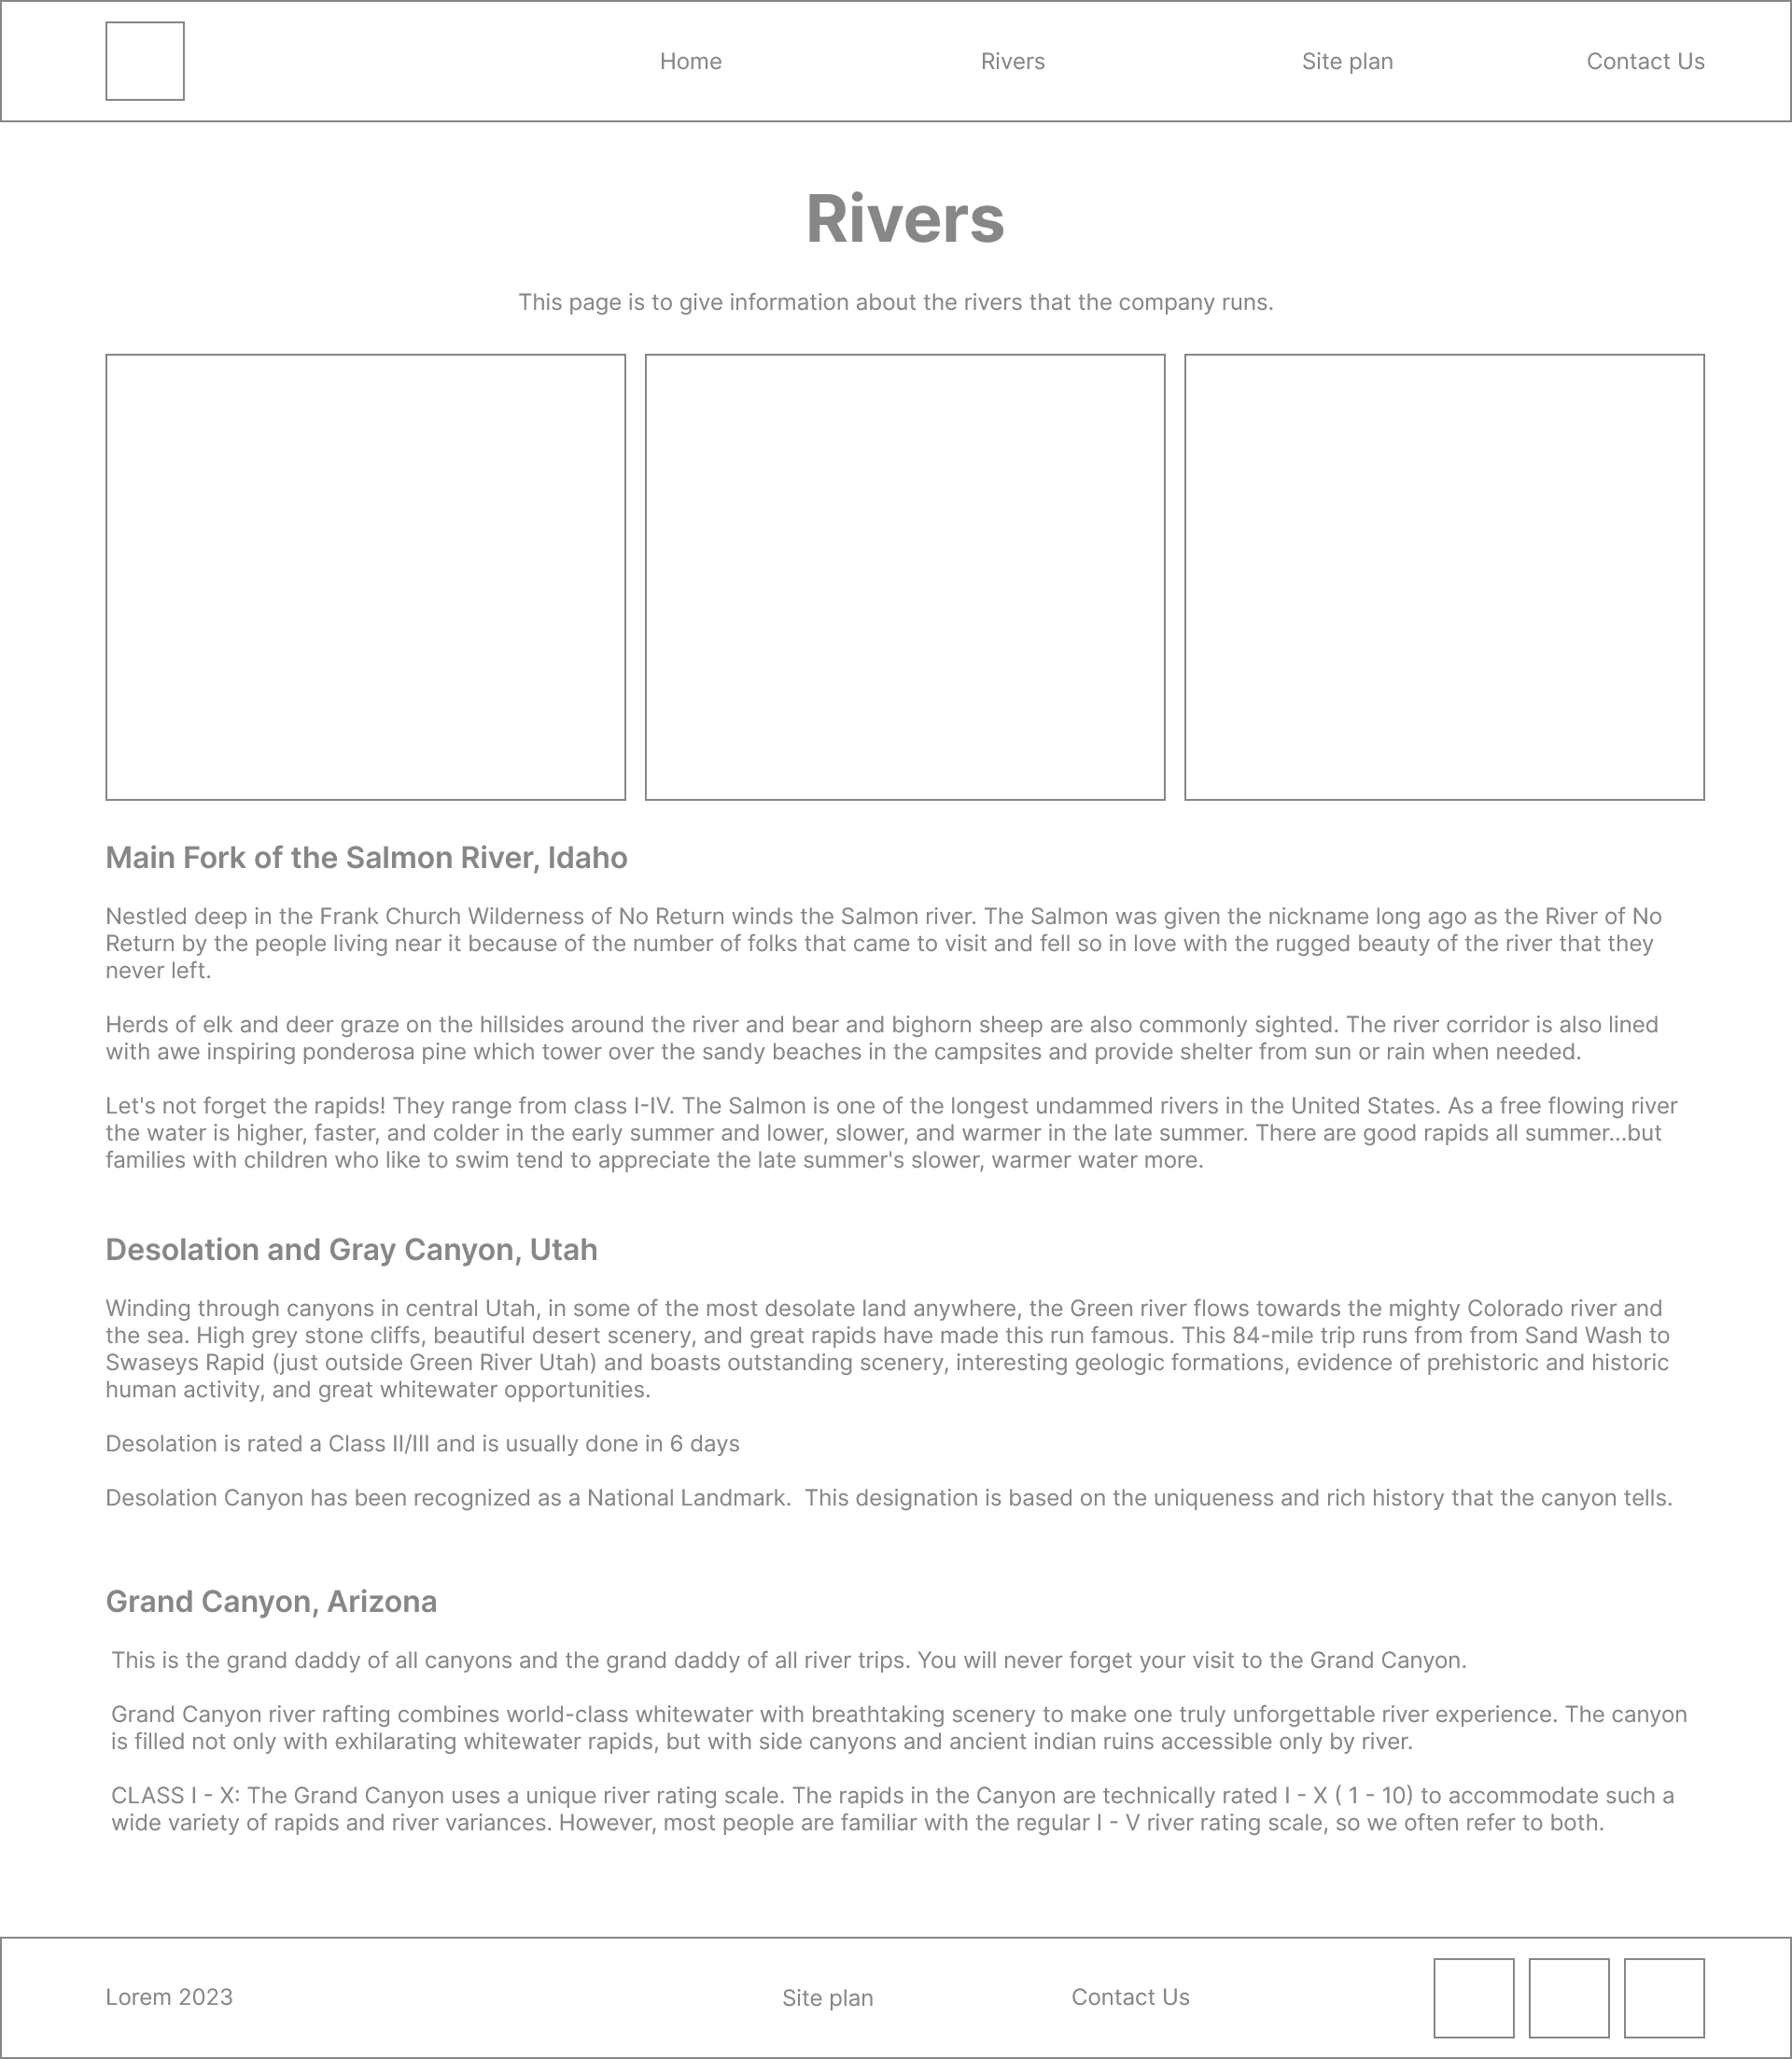 Home Rivers Site plan Contact Us
Rivers
This page is to give information about the rivers that the company runs.
Main Fork of the Salmon River, Idaho
Nestled deep in the Frank Church Wilderness of No Return winds the Salmon river. The Salmon was given the nickname long ago as the River of No
Return by the people living near it because of the number of folks that came to visit and fell so in love with the rugged beauty of the river that they
never left.
Herds of elk and deer graze on the hillsides around the river and bear and bighorn sheep are also commonly sighted. The river corridor is also lined
with awe inspiring ponderosa pine which tower over the sandy beaches in the campsites and provide shelter from sun or rain when needed.
Let's not forget the rapids! They range from class I-IV. The Salmon is one of the longest undammed rivers in the United States. As a free flowing river
the water is higher, faster, and colder in the early summer and lower, slower, and warmer in the late summer. There are good rapids all summer...but
families with children who like to swim tend to appreciate the late summer's slower, warmer water more.
Desolation and Gray Canyon, Utah
Winding through canyons in central Utah, in some of the most desolate land anywhere, the Green river flows towards the mighty Colorado river and
the sea. High grey stone cliffs, beautiful desert scenery, and great rapids have made this run famous. This 84-mile trip runs from from Sand Wash to
Swaseys Rapid (just outside Green River Utah) and boasts outstanding scenery, interesting geologic formations, evidence of prehistoric and historic
human activity, and great whitewater opportunities.
Desolation is rated a Class II/III and is usually done in 6 days
Desolation Canyon has been recognized as a National Landmark.  This designation is based on the uniqueness and rich history that the canyon tells.
Grand Canyon, Arizona
This is the grand daddy of all canyons and the grand daddy of all river trips. You will never forget your visit to the Grand Canyon.
Grand Canyon river rafting combines world-class whitewater with breathtaking scenery to make one truly unforgettable river experience. The canyon
is filled not only with exhilarating whitewater rapids, but with side canyons and ancient indian ruins accessible only by river.
CLASS I - X: The Grand Canyon uses a unique river rating scale. The rapids in the Canyon are technically rated I - X ( 1 - 10) to accommodate such a
wide variety of rapids and river variances. However, most people are familiar with the regular I - V river rating scale, so we often refer to both.
Lorem 2023 Site plan Contact Us